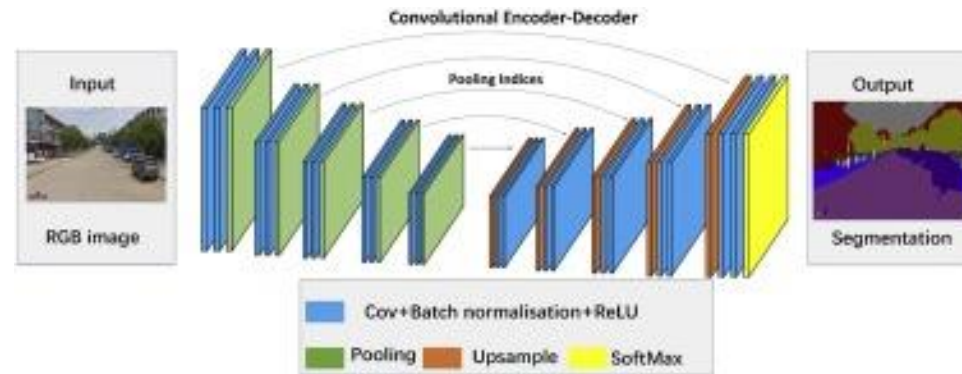 Convolutional Encoder-Decoder
Pooling Indices
Input
RGB image
Output
Segmentation
Cov+Batch normalisation+ReLU
Pooling
Upsample
SoftMax